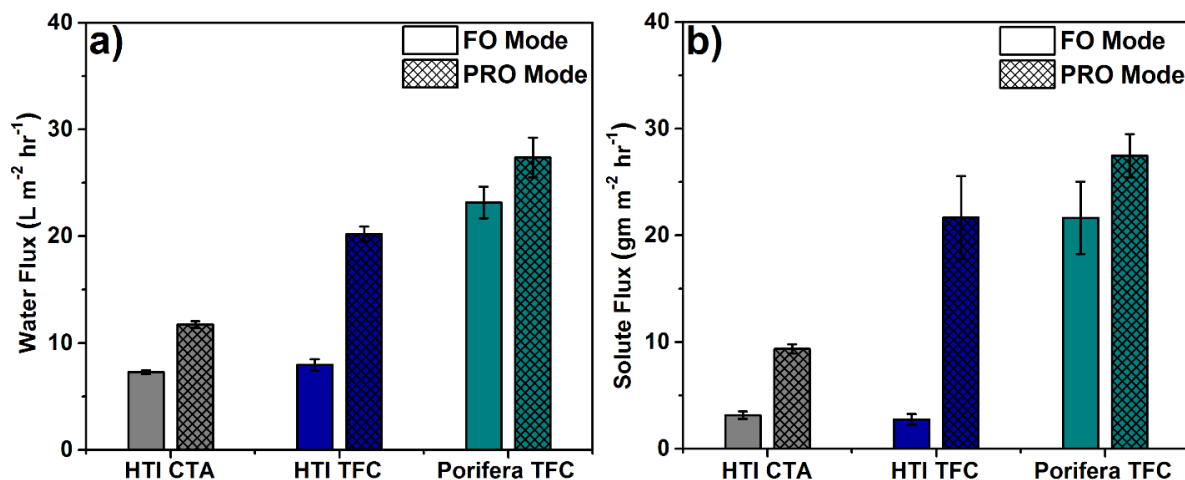 a)
FO Mode
PRO Mode
Water Flux (L m⁻² hr⁻¹)
40
30
20
10
0
HTI CTA
HTI TFC
Porifera TFC
b)
FO Mode
PRO Mode
Solute Flux (gm m⁻² hr⁻¹)
40
30
20
10
0
HTI CTA
HTI TFC
Porifera TFC